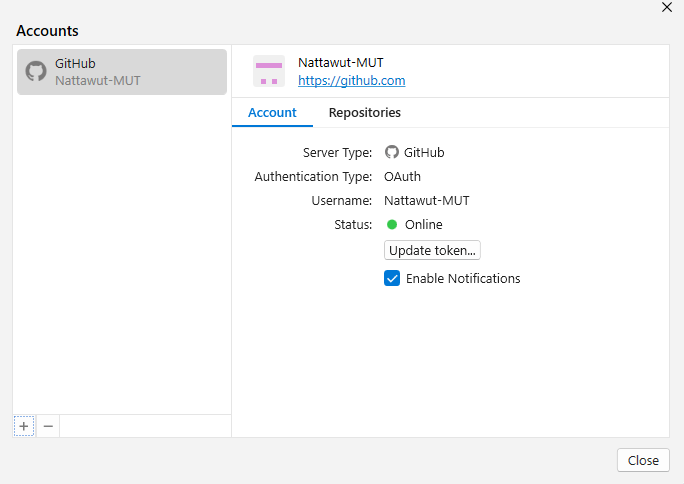 Accounts
GitHub
Nattawut-MUT
Nattawut-MUT
https://github.com
Account Repositories
Server Type: GitHub
Authentication Type: OAuth
Username: Nattawut-MUT
Status: Online
Update token...
Enable Notifications
Close